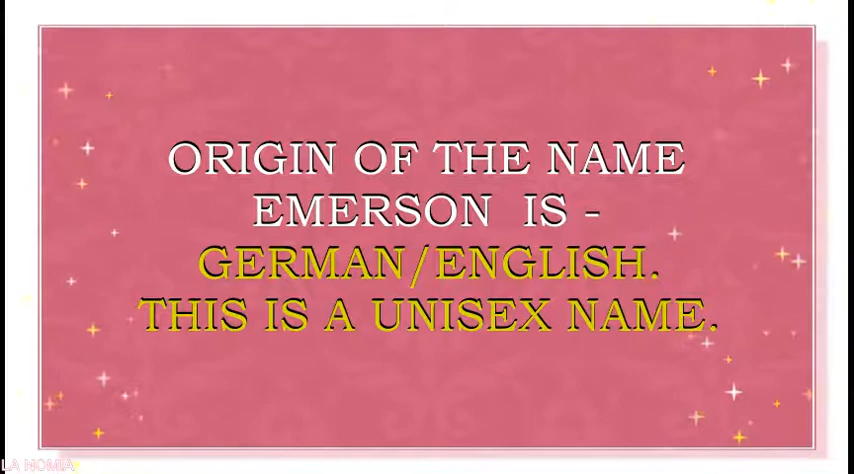 ORIGIN OF THE NAME
EMERSON IS -
GERMAN/ENGLISH.
THIS IS A UNISEX NAME.
LA NOMIA